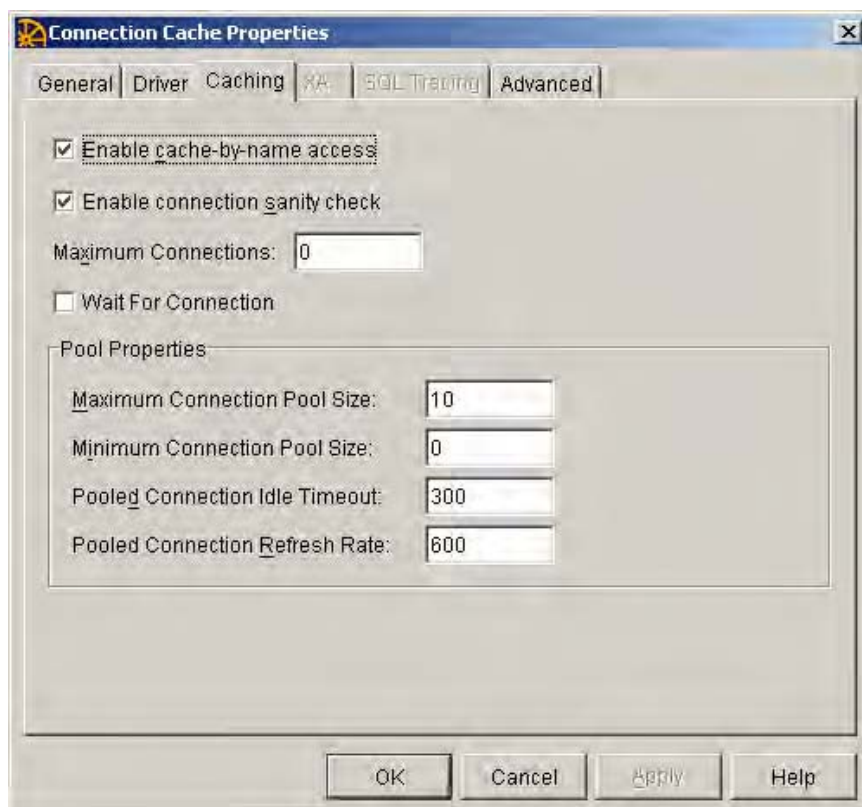 Connection Cache Properties
General Driver Caching XA SQL Tracing Advanced
Enable cache-by-name access
Enable connection sanity check
Maximum Connections: 0
Wait For Connection
Pool Properties
Maximum Connection Pool Size: 10
Minimum Connection Pool Size: 0
Pooled Connection Idle Timeout: 300
Pooled Connection Refresh Rate: 600
OK Cancel Apply Help